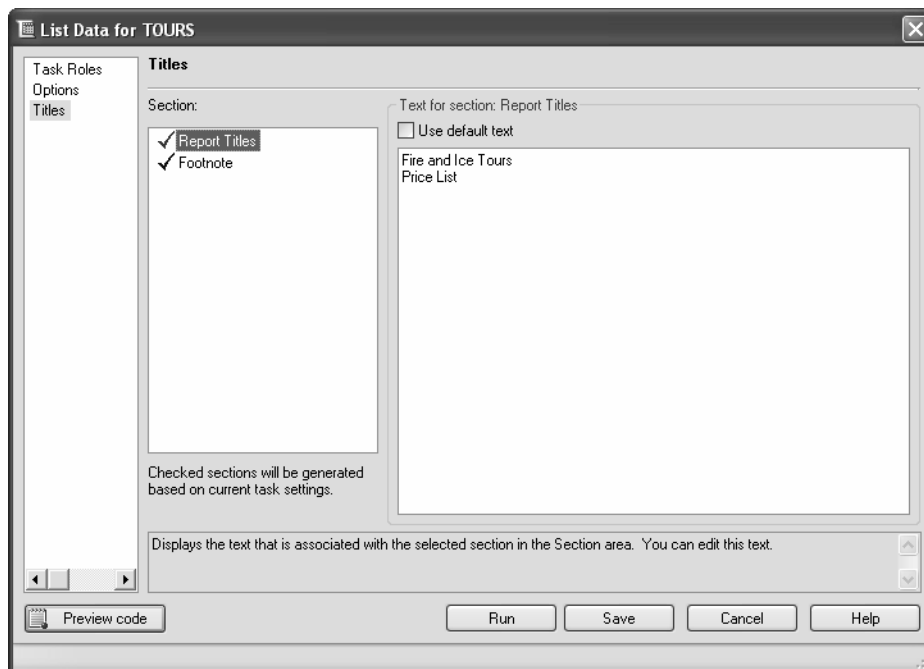 List Data for TOURS
Task Roles
Options
Titles
Titles
Section:
Report Titles
Footnote
Checked sections will be generated
based on current task settings.
Text for section: Report Titles
Use default text
Fire and Ice Tours
Price List
Displays the text that is associated with the selected section in the Section area.  You can edit this text.
Preview code
Run
Save
Cancel
Help